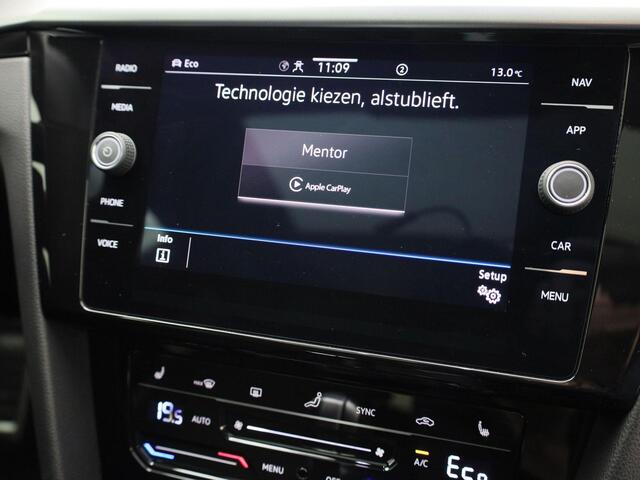 RADIO
MEDIA
PHONE
VOICE
Eco
11:09
2
13.0°C
Technologie kiezen, alstublieft.
Mentor
Apple CarPlay
Info
Setup
NAV
APP
CAR
MENU
MAX
19.5
AUTO
SYNC
MENU
A/C